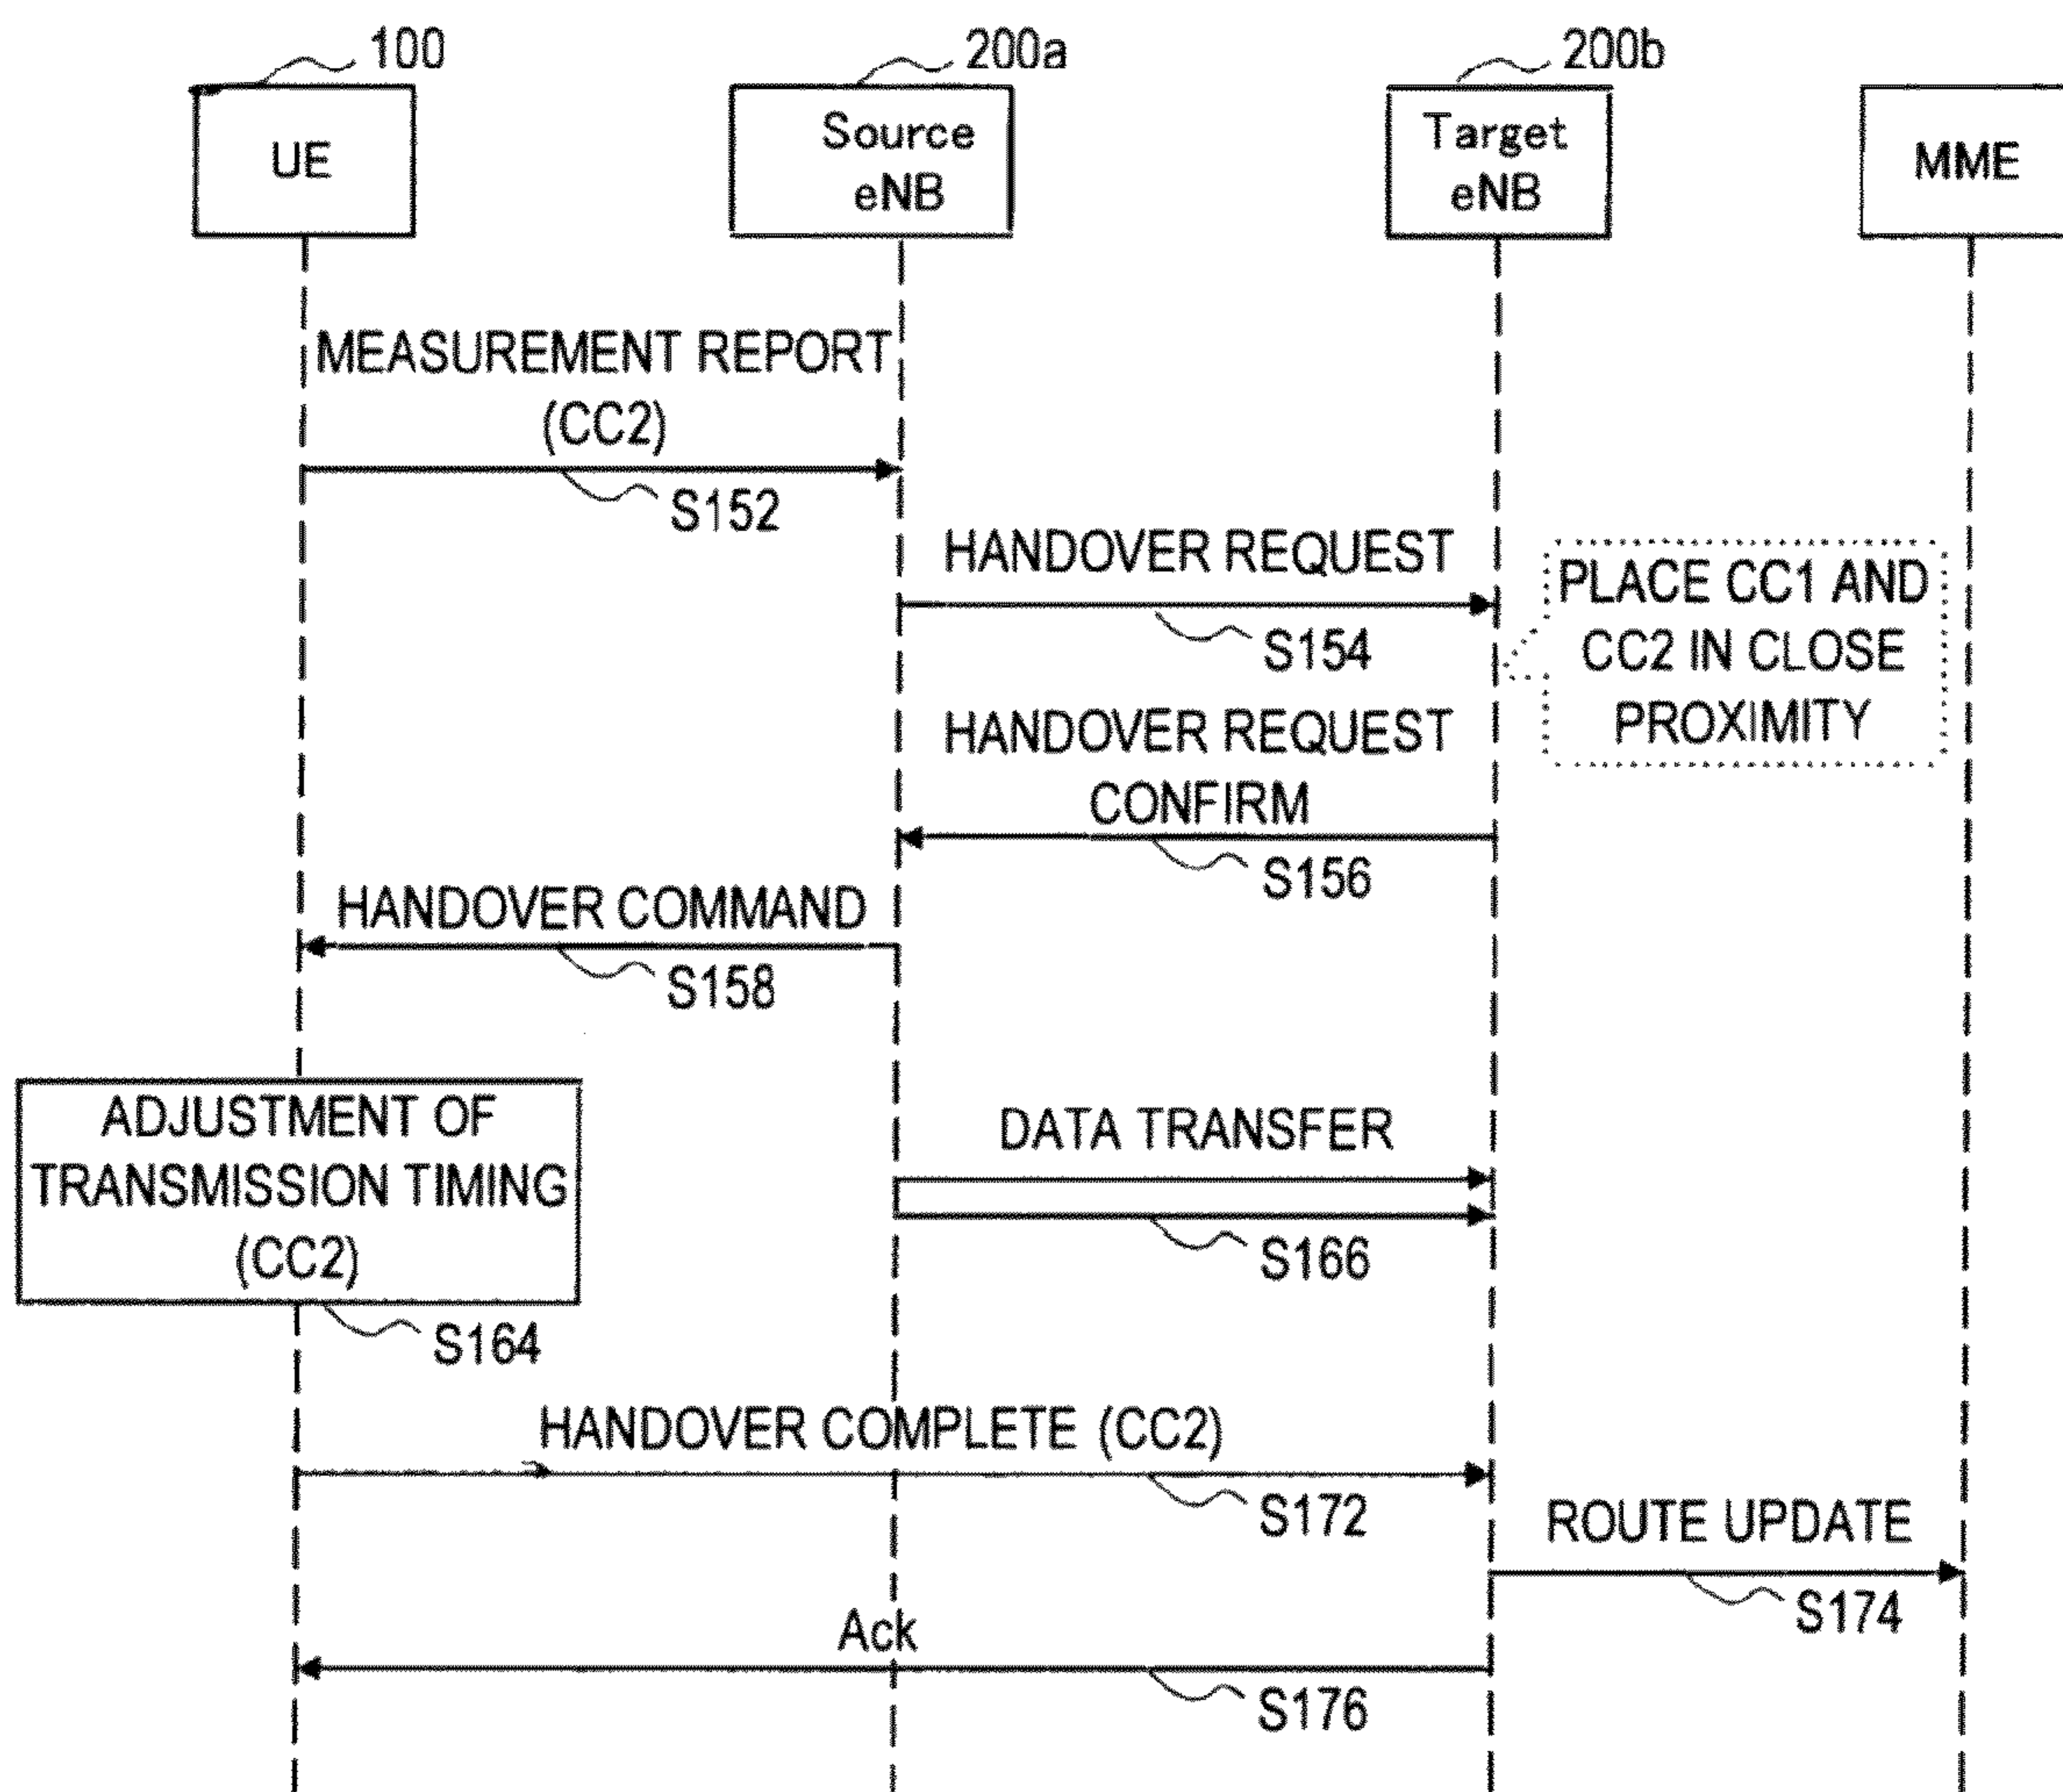 100
200a
200b
UE
Source
eNB
Target
eNB
MME
MEASUREMENT REPORT
(CC2)
S152
HANDOVER REQUEST
S154
PLACE CC1 AND
CC2 IN CLOSE
PROXIMITY
HANDOVER REQUEST
CONFIRM
S156
HANDOVER COMMAND
S158
ADJUSTMENT OF
TRANSMISSION TIMING
(CC2)
S164
DATA TRANSFER
S166
HANDOVER COMPLETE (CC2)
S172
ROUTE UPDATE
S174
Ack
S176